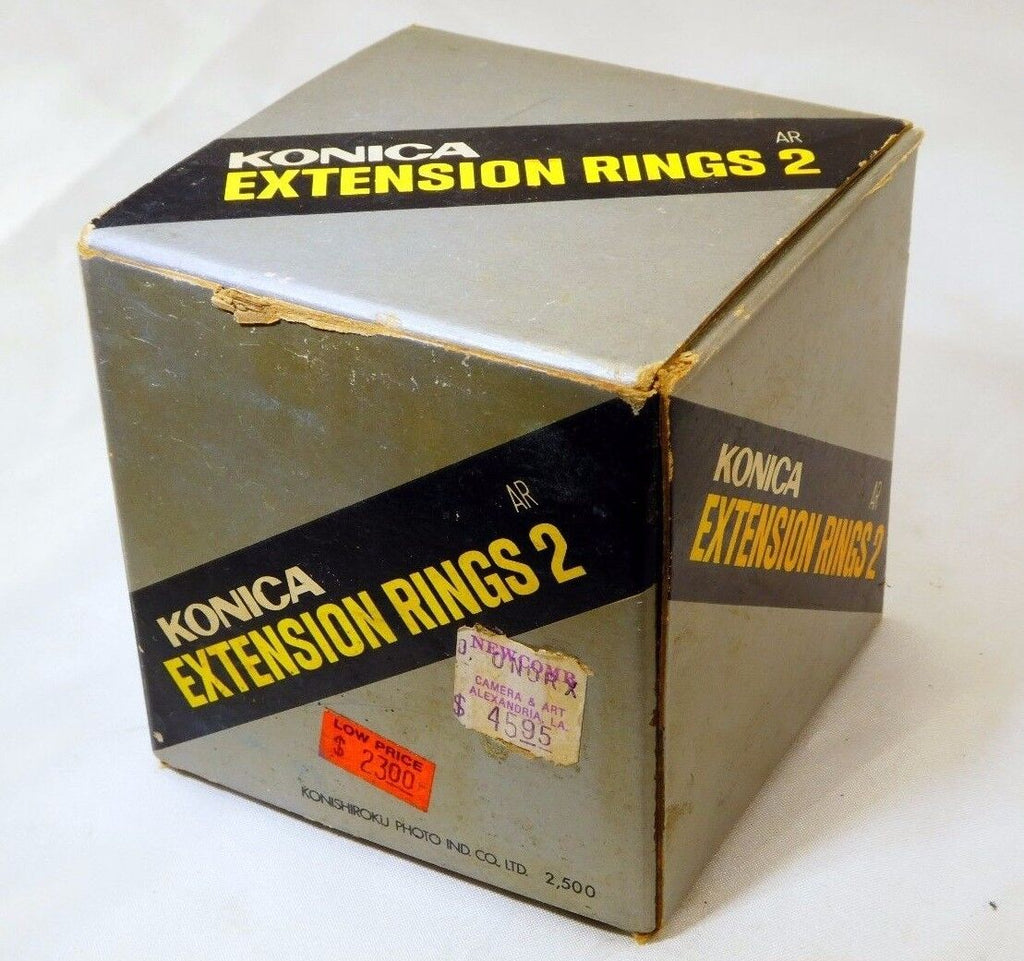 KONICA
AR
EXTENSION RINGS 2
KONICA
AR
EXTENSION RINGS 2
KONICA
AR
EXTENSION RINGS 2
NEWCOMB
CAMERA & ART
ALEXANDRIA, LA.
$ 4595
LOW PRICE
$ 2300
KONISHIROKU PHOTO IND. CO., LTD. 2,500